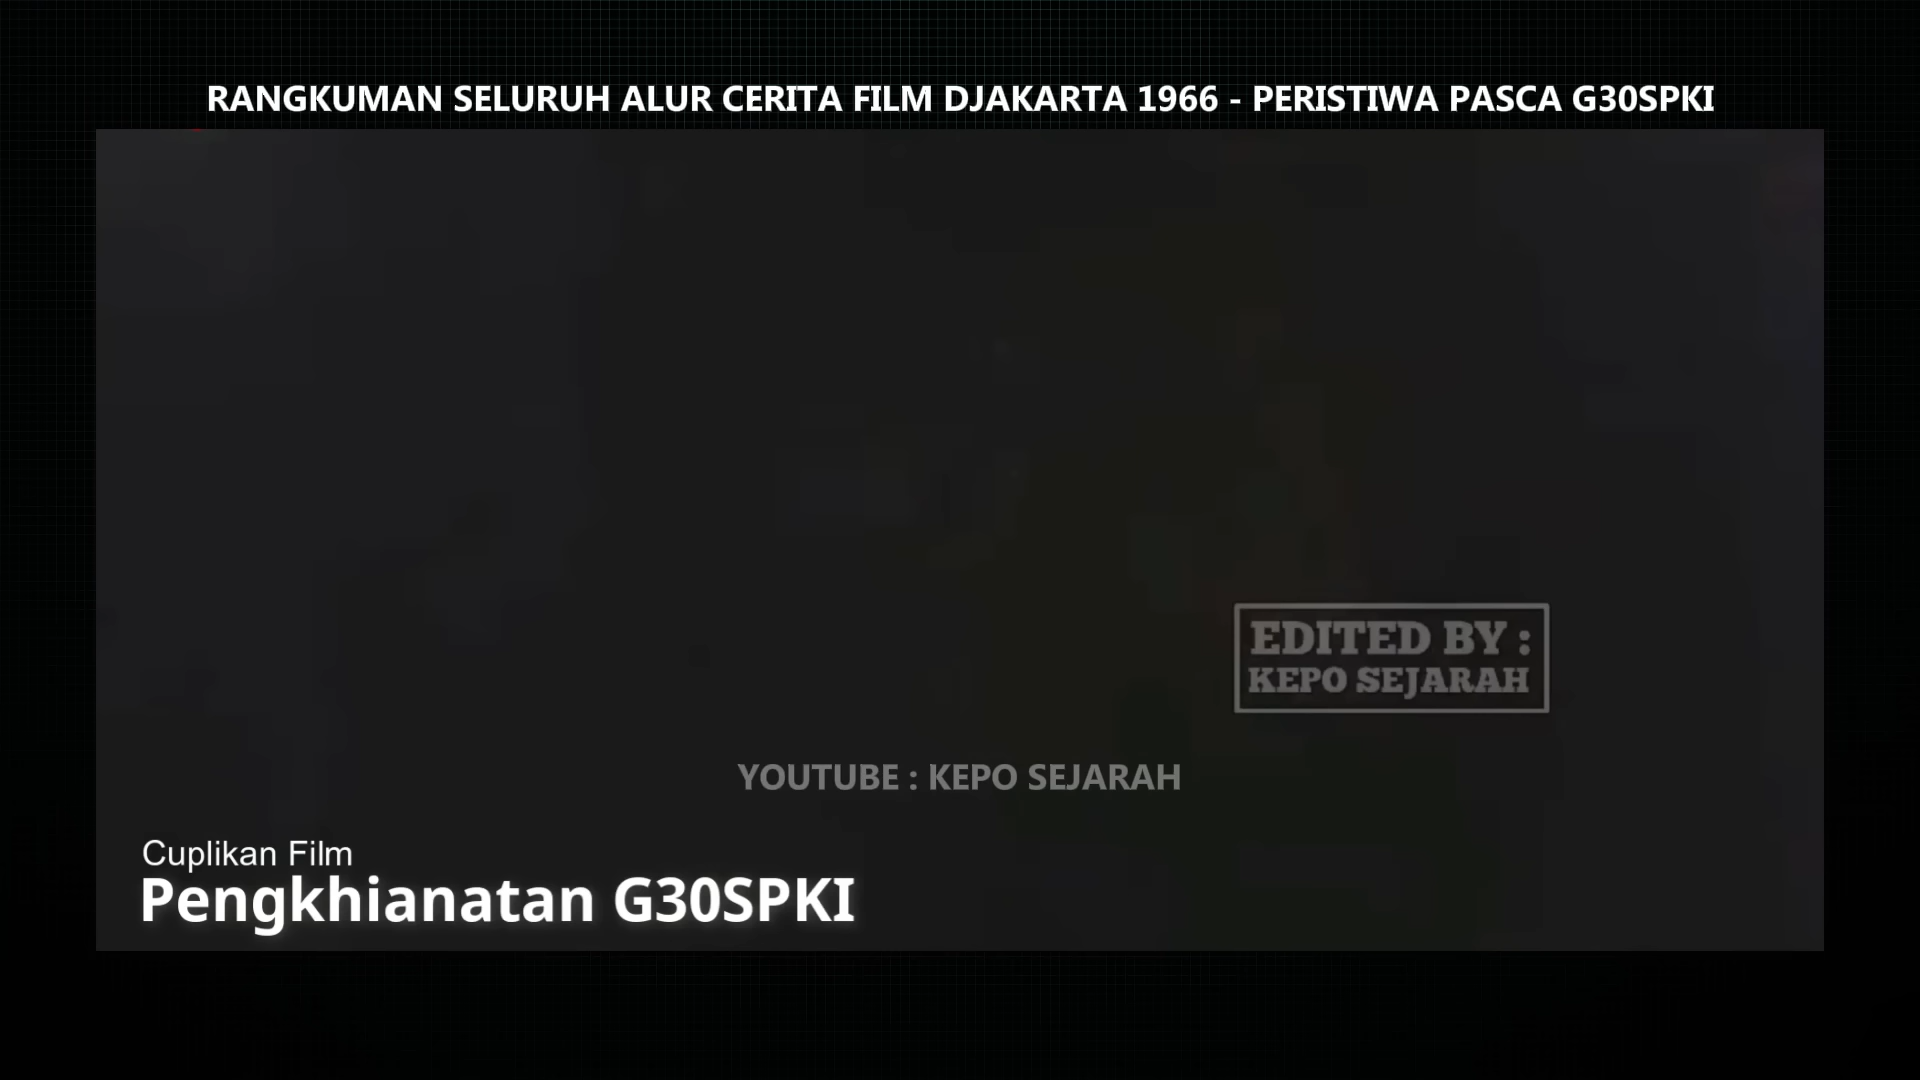 RANGKUMAN SELURUH ALUR CERITA FILM DJAKARTA 1966 - PERISTIWA PASCA G30SPKI
EDITED BY :
KEPO SEJARAH
YOUTUBE : KEPO SEJARAH
Cuplikan Film
Pengkhianatan G30SPKI